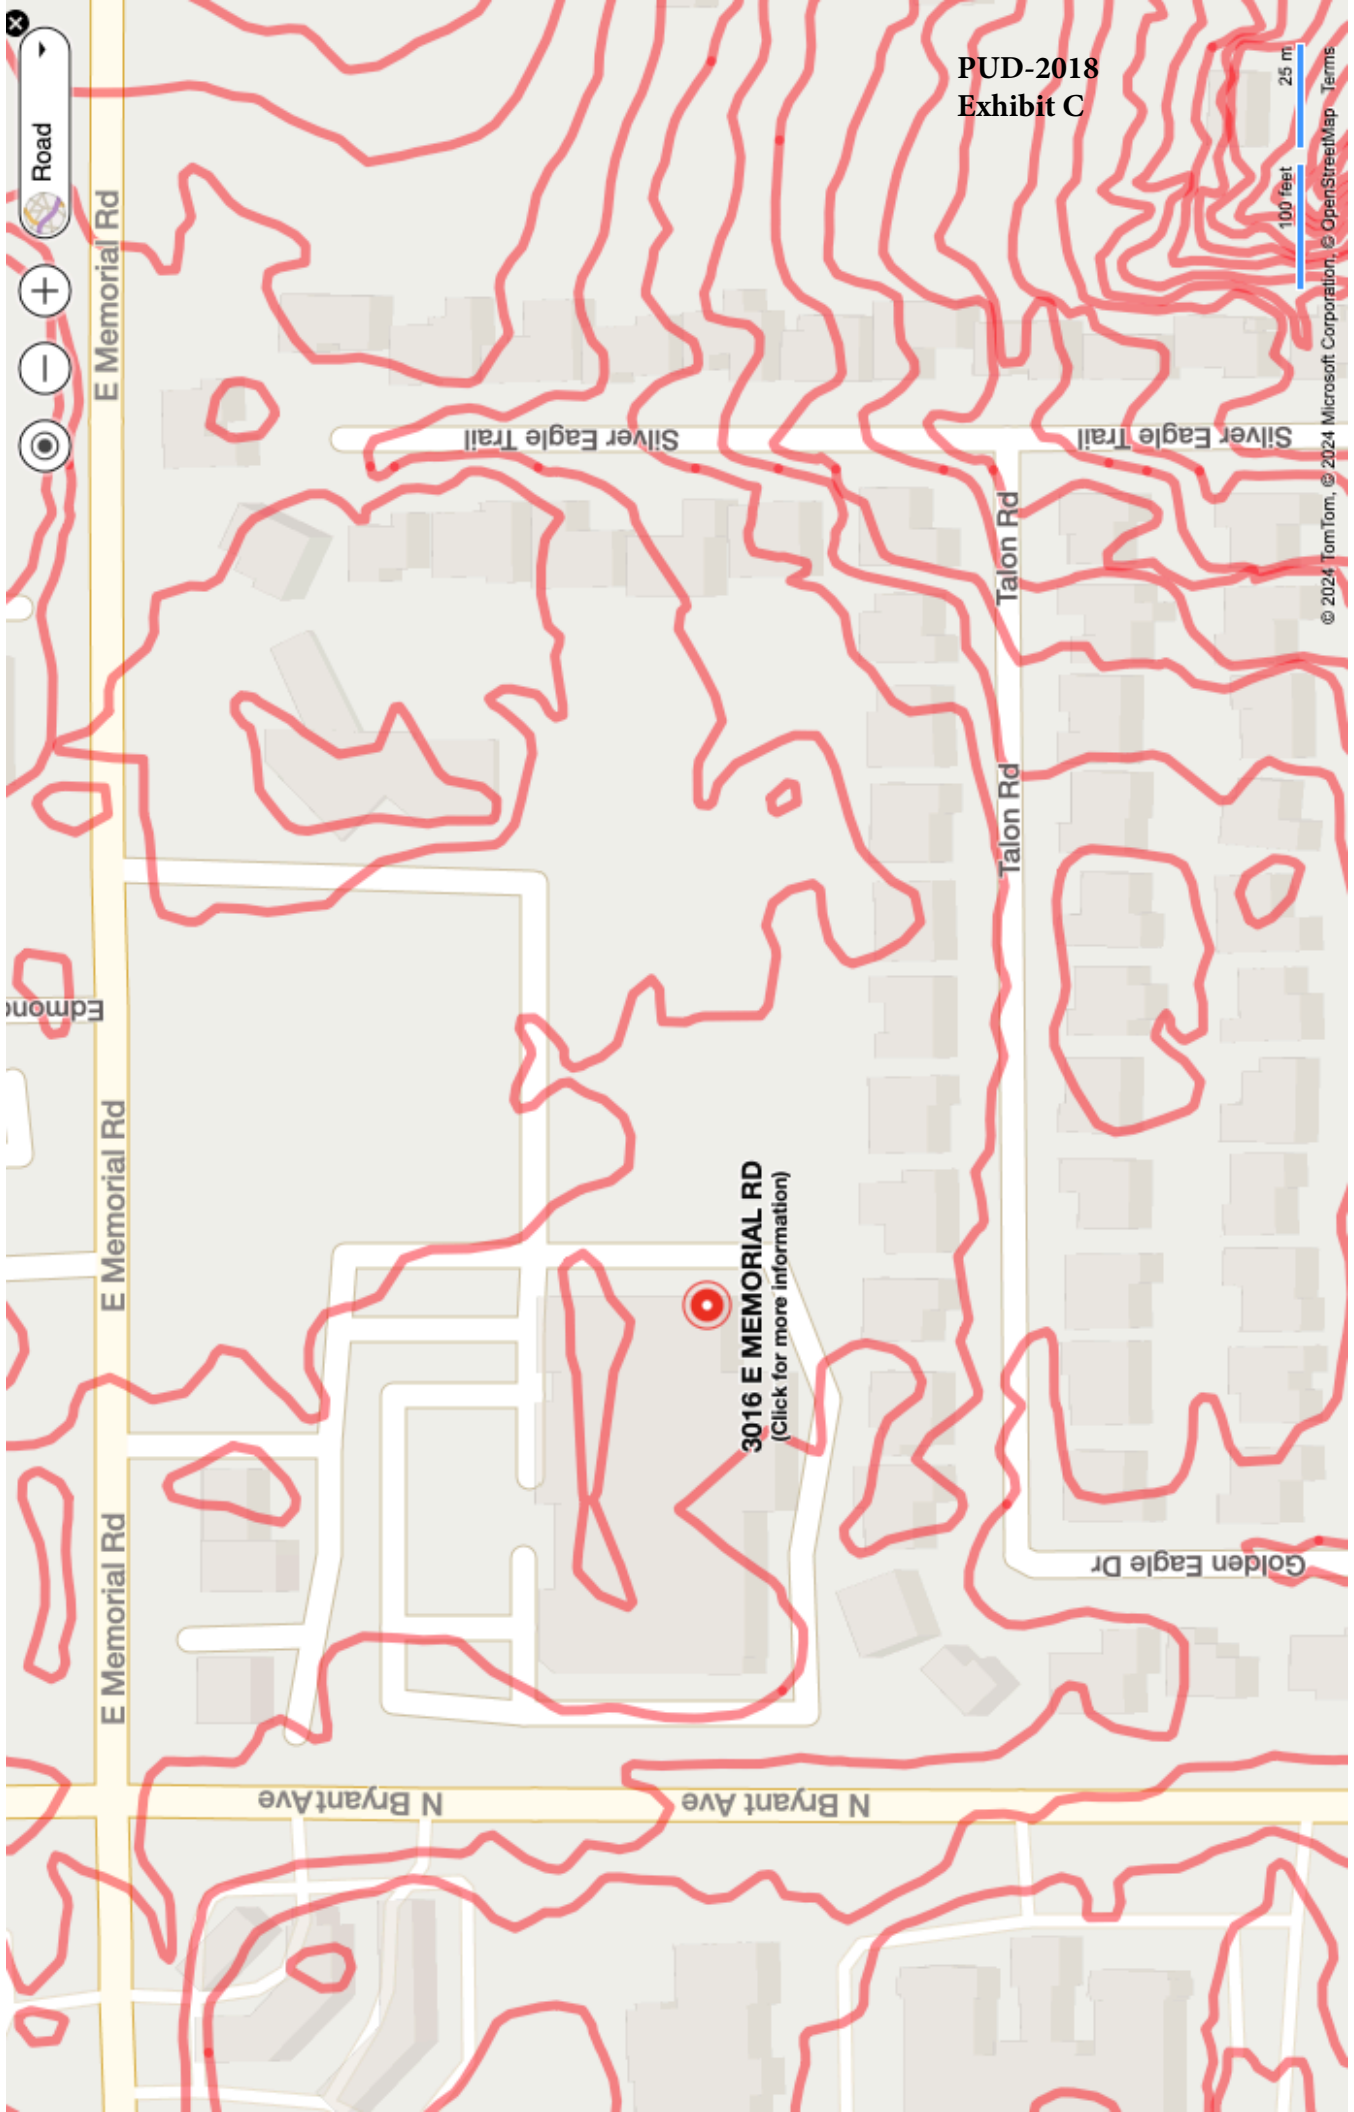 PUD-2018
Exhibit C
Road
E Memorial Rd
E Memorial Rd
E Memorial Rd
Edmond
Silver Eagle Trail
Silver Eagle Trail
Talon Rd
Talon Rd
3016 E MEMORIAL RD
(Click for more information)
Golden Eagle Dr
N Bryant Ave
N Bryant Ave
100 feet
25 m
© 2024 TomTom, © 2024 Microsoft Corporation, © OpenStreetMap Terms